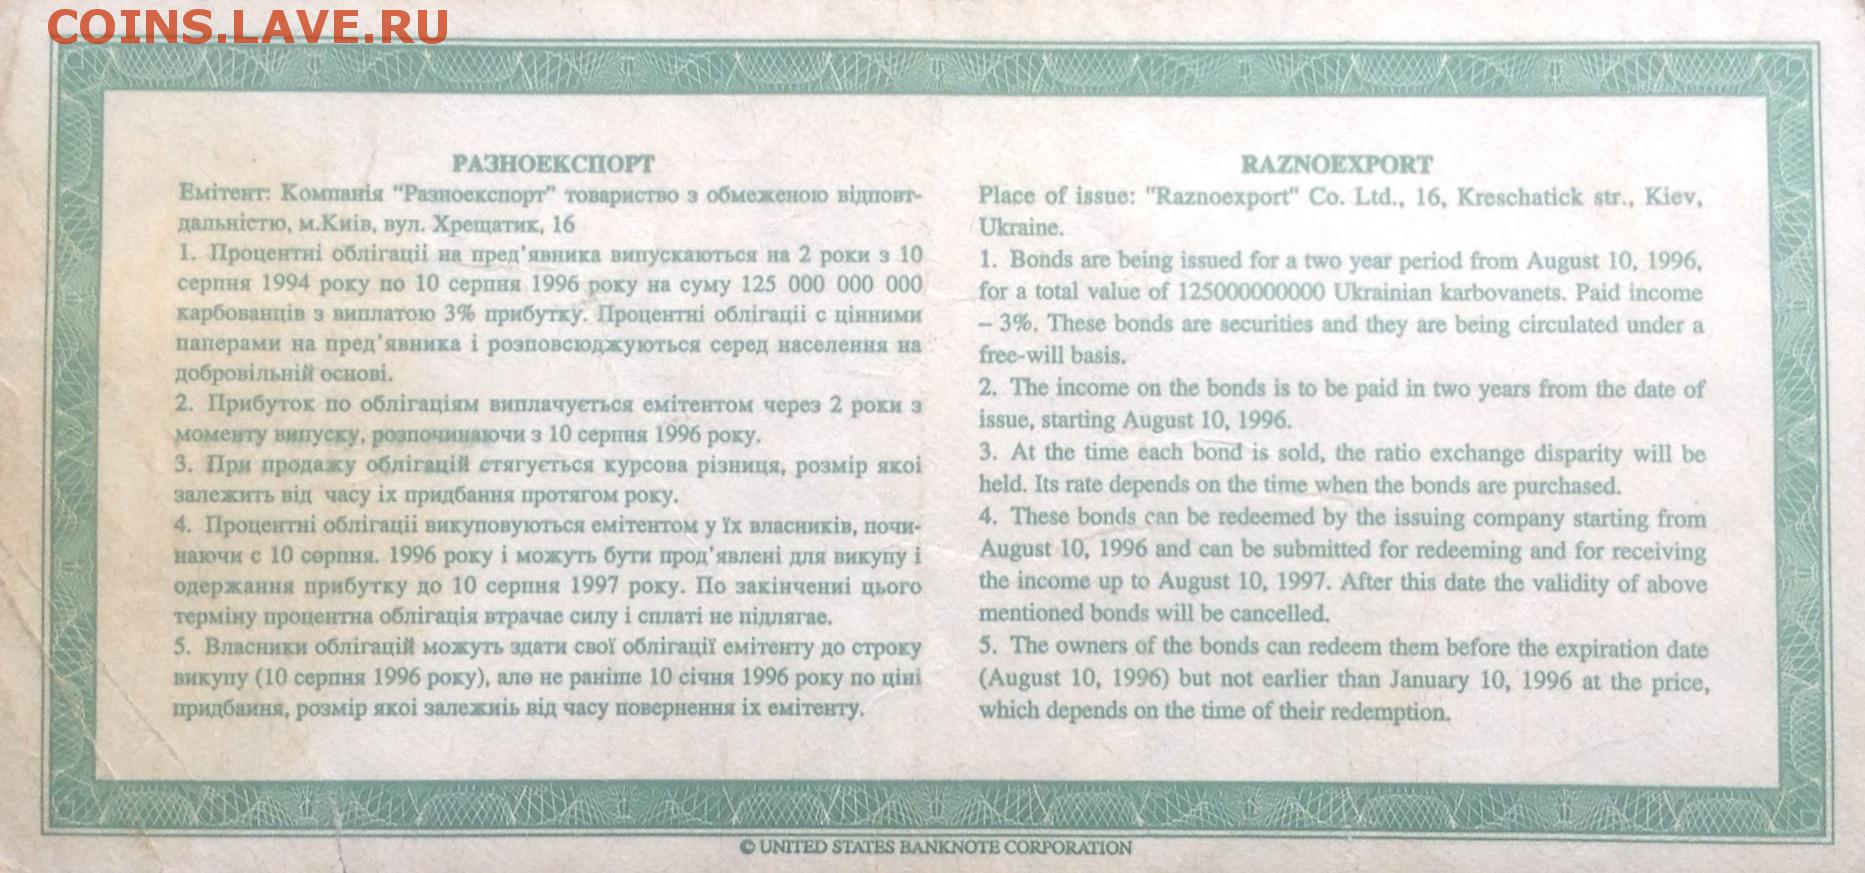 COINS.LAVE.RU
РАЗНОЕКСПОРТ
Емітент: Компанія “Разноекспорт” товариство з обмеженою відпові-
дальністю, м.Київ, вул. Хрещатик, 16
1. Процентні облігації на пред’явника випускаються на 2 роки з 10
серпня 1994 року по 10 серпня 1996 року на суму 125 000 000 000
карбованців з виплатою 3% прибутку. Процентні облігації с цінними
паперами на пред’явника і розповсюджуються серед населення на
добровільній основі.
2. Прибуток по облігаціям виплачується емітентом через 2 роки з
моменту випуску, розпочинаючи з 10 серпня 1996 року.
3. При продажу облігацій стягується курсова різниця, розмір якої
залежить від часу їх придбання протягом року.
4. Процентні облігації викуповуються емітентом у їх власників, почи-
наючи с 10 серпня. 1996 року і можуть бути прод’явлені для викупу і
одержання прибутку до 10 серпня 1997 року. По закінченні цього
терміну процентна облігація втрачає силу і сплаті не підлягає.
5. Власники облігацій можуть здати свої облігації емітенту до строку
викупу (10 серпня 1996 року), але не раніше 10 січня 1996 року по ціні
придбання, розмір якої залежиіь від часу повернення їх емітенту.
RAZNOEXPORT
Place of issue: "Raznoexport" Co. Ltd., 16, Kreschatick str., Kiev,
Ukraine.
1. Bonds are being issued for a two year period from August 10, 1996,
for a total value of 125000000000 Ukrainian karbovanets. Paid income
– 3%. These bonds are securities and they are being circulated under a
free-will basis.
2. The income on the bonds is to be paid in two years from the date of
issue, starting August 10, 1996.
3. At the time each bond is sold, the ratio exchange disparity will be
held. Its rate depends on the time when the bonds are purchased.
4. These bonds can be redeemed by the issuing company starting from
August 10, 1996 and can be submitted for redeeming and for receiving
the income up to August 10, 1997. After this date the validity of above
mentioned bonds will be cancelled.
5. The owners of the bonds can redeem them before the expiration date
(August 10, 1996) but not earlier than January 10, 1996 at the price,
which depends on the time of their redemption.
© UNITED STATES BANKNOTE CORPORATION